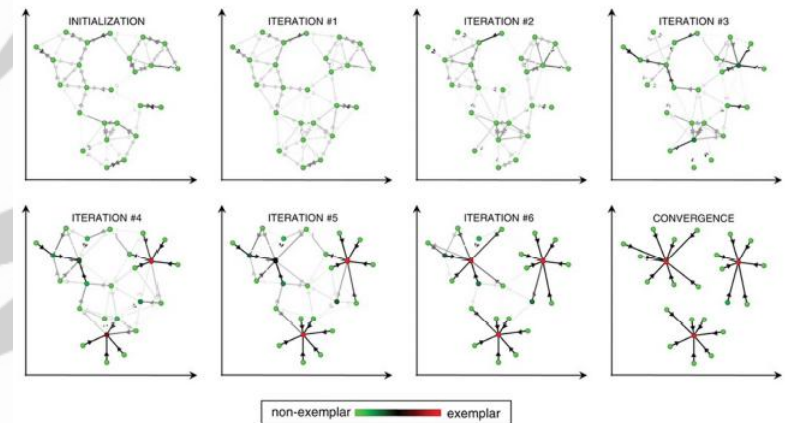 INITIALIZATION
ITERATION #1
ITERATION #2
ITERATION #3
ITERATION #4
ITERATION #5
ITERATION #6
CONVERGENCE
non-exemplar exemplar